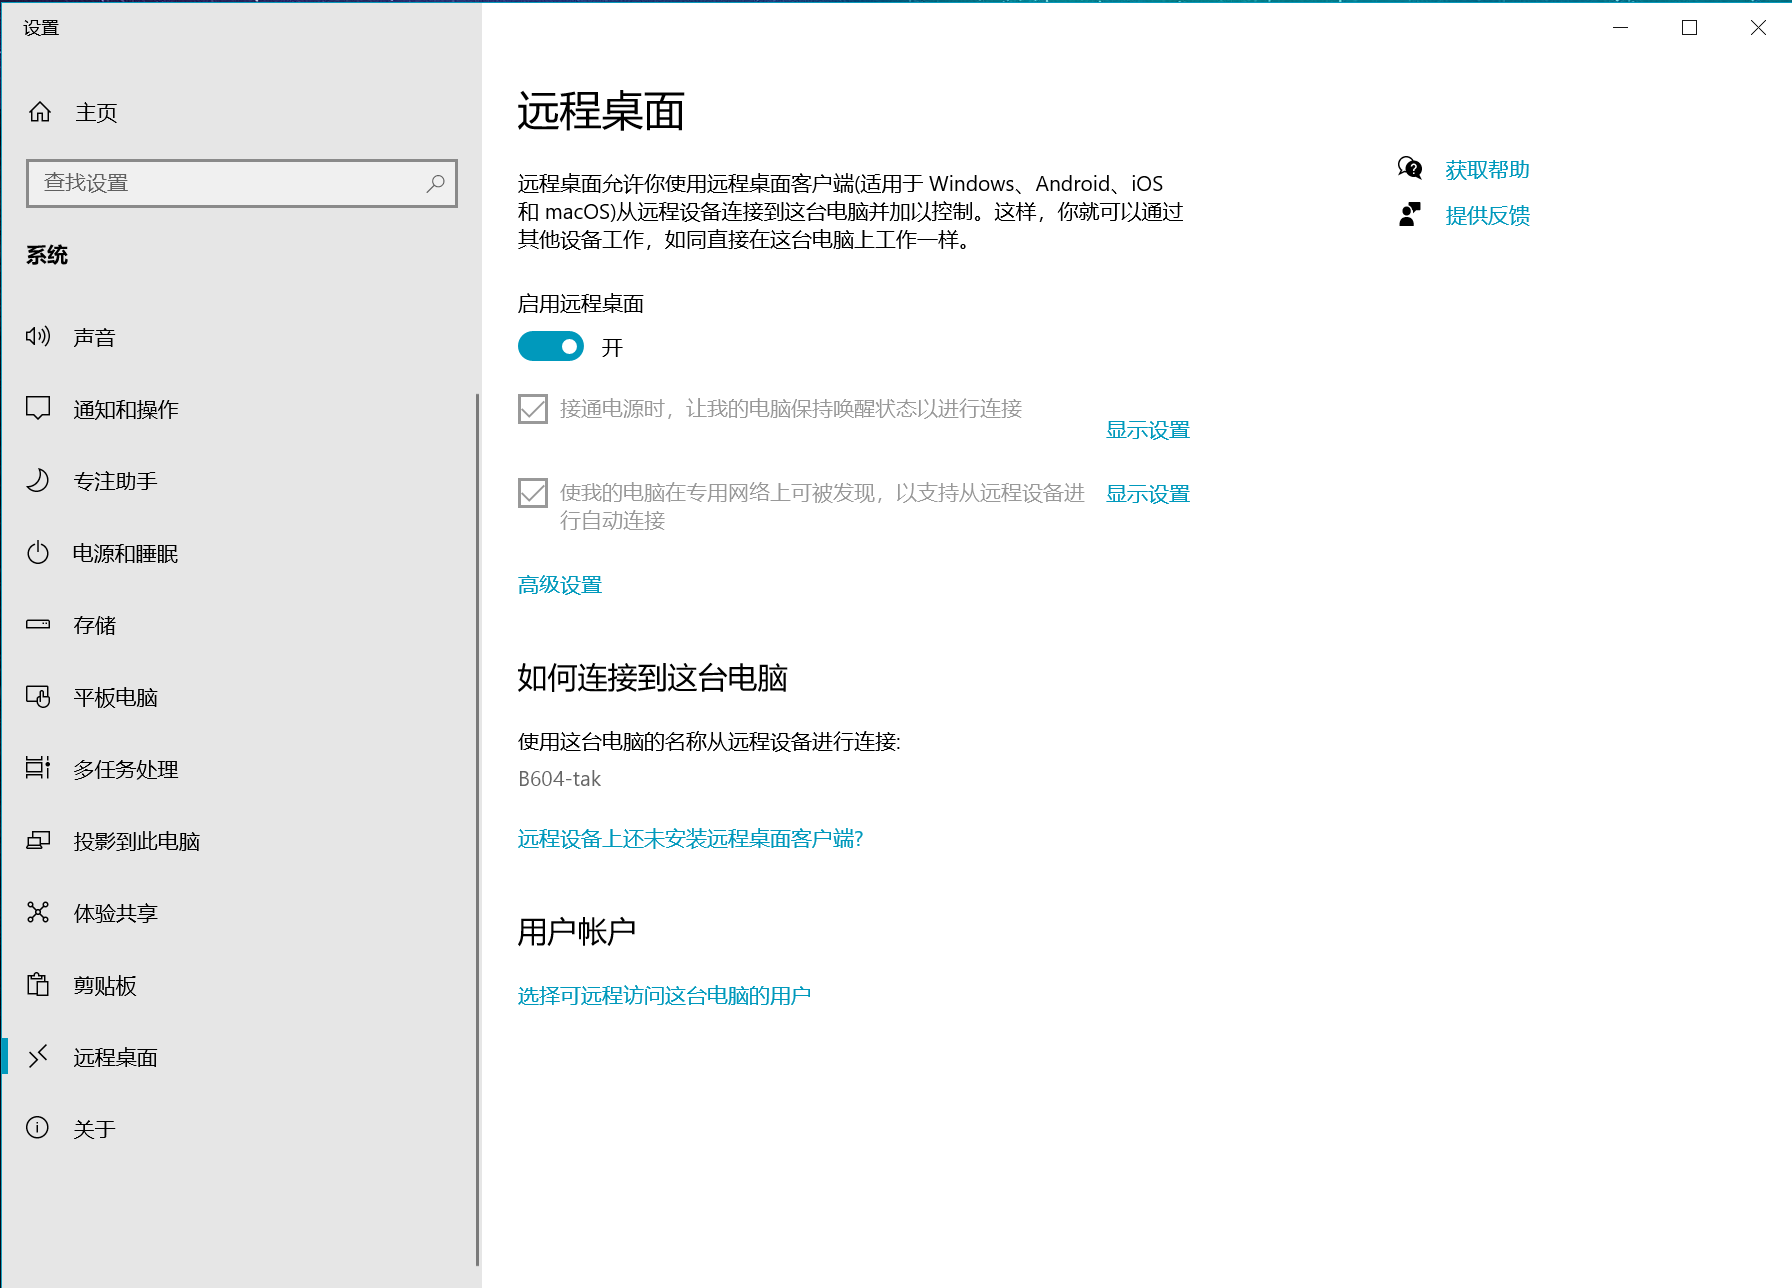 设置
主页
查找设置
系统
声音
通知和操作
专注助手
电源和睡眠
存储
平板电脑
多任务处理
投影到此电脑
体验共享
剪贴板
远程桌面
关于
远程桌面
远程桌面允许你使用远程桌面客户端(适用于 Windows、Android、iOS
和 macOS)从远程设备连接到这台电脑并加以控制。这样，你就可以通过
其他设备工作，如同直接在这台电脑上工作一样。
启用远程桌面
开
接通电源时，让我的电脑保持唤醒状态以进行连接
显示设置
使我的电脑在专用网络上可被发现，以支持从远程设备进
行自动连接
显示设置
高级设置
如何连接到这台电脑
使用这台电脑的名称从远程设备进行连接:
B604-tak
远程设备上还未安装远程桌面客户端?
用户帐户
选择可远程访问这台电脑的用户
获取帮助
提供反馈